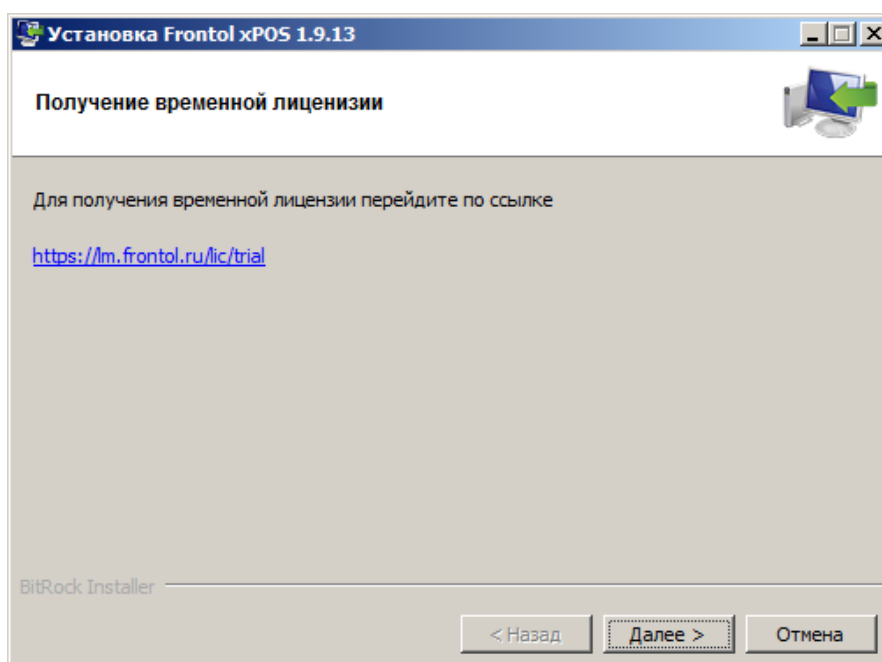 Установка Frontol xPOS 1.9.13
Получение временной лиценизии
Для получения временной лицензии перейдите по ссылке
https://lm.frontol.ru/lic/trial
BitRock Installer
< Назад
Далее >
Отмена